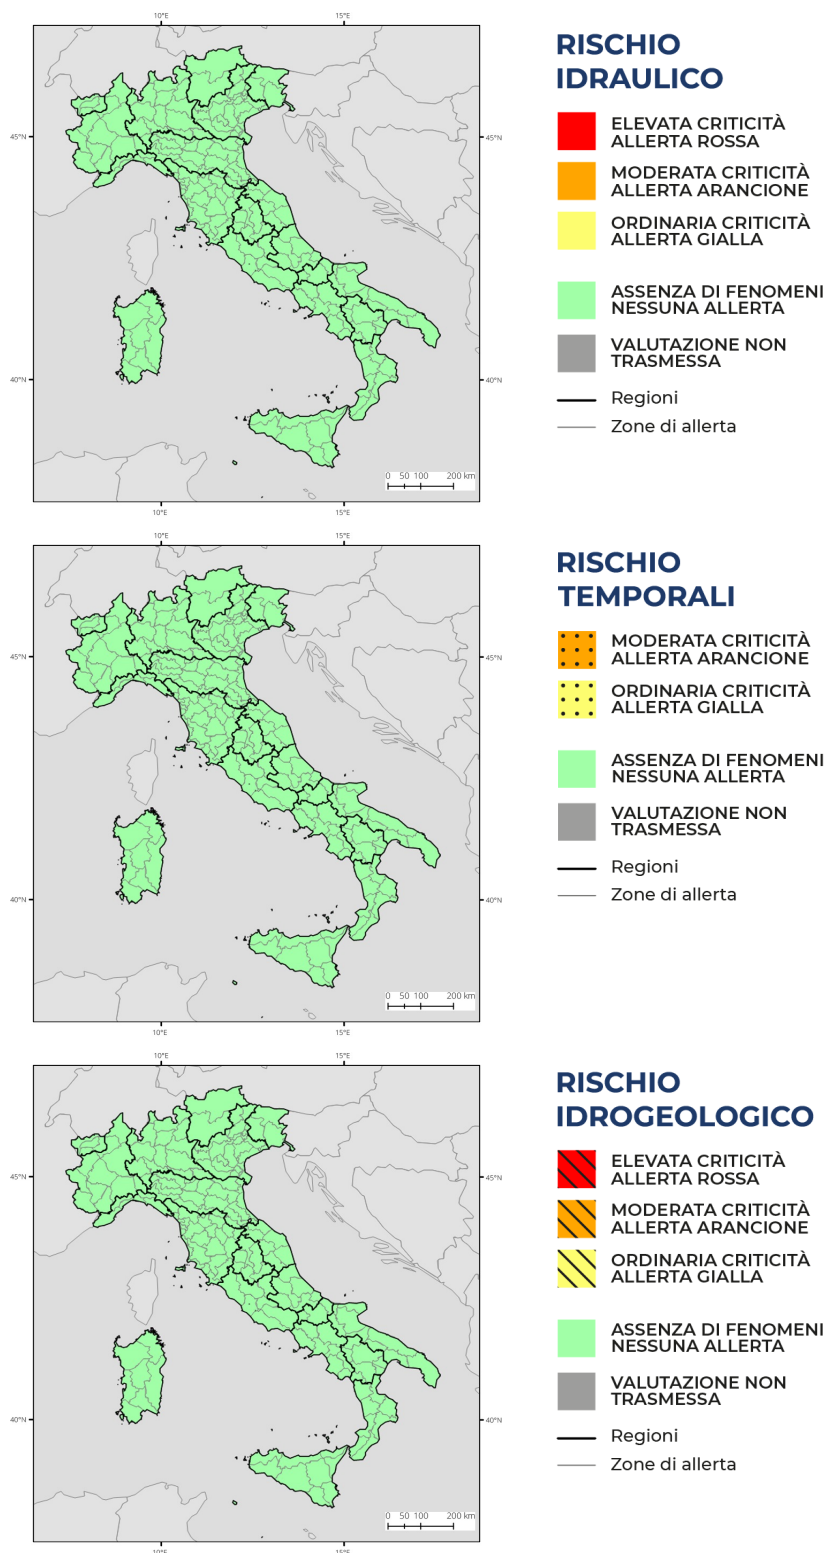 10°E 15°E
45°N 45°N
40°N 40°N
0 50 100 200 km
10°E 15°E
RISCHIO
IDRAULICO
ELEVATA CRITICITÀ
ALLERTA ROSSA
MODERATA CRITICITÀ
ALLERTA ARANCIONE
ORDINARIA CRITICITÀ
ALLERTA GIALLA
ASSENZA DI FENOMENI
NESSUNA ALLERTA
VALUTAZIONE NON
TRASMESSA
Regioni
Zone di allerta
10°E 15°E
45°N 45°N
40°N 40°N
0 50 100 200 km
10°E 15°E
RISCHIO
TEMPORALI
MODERATA CRITICITÀ
ALLERTA ARANCIONE
ORDINARIA CRITICITÀ
ALLERTA GIALLA
ASSENZA DI FENOMENI
NESSUNA ALLERTA
VALUTAZIONE NON
TRASMESSA
Regioni
Zone di allerta
10°E 15°E
45°N 45°N
40°N 40°N
0 50 100 200 km
10°E 15°E
RISCHIO
IDROGEOLOGICO
ELEVATA CRITICITÀ
ALLERTA ROSSA
MODERATA CRITICITÀ
ALLERTA ARANCIONE
ORDINARIA CRITICITÀ
ALLERTA GIALLA
ASSENZA DI FENOMENI
NESSUNA ALLERTA
VALUTAZIONE NON
TRASMESSA
Regioni
Zone di allerta